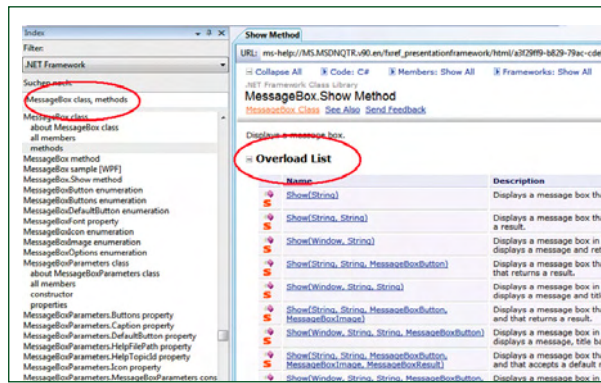 Index
Filter:
.NET Framework
Suchen nach:
MessageBox class, methods
MessageBox class
about MessageBox class
all members
methods
MessageBox method
MessageBox sample [WPF]
MessageBox.Show method
MessageBoxButton enumeration
MessageBoxButtons enumeration
MessageBoxDefaultButton enumeration
MessageBoxFont property
MessageBoxIcon enumeration
MessageBoxImage enumeration
MessageBoxOptions enumeration
MessageBoxParameters class
about MessageBoxParameters class
all members
constructor
properties
MessageBoxParameters.Buttons property
MessageBoxParameters.Caption property
MessageBoxParameters.DefaultButton property
MessageBoxParameters.HelpFilePath property
MessageBoxParameters.HelpTopicId property
MessageBoxParameters.Icon property
MessageBoxParameters.MessageBoxParameters cons
Show Method
URL: ms-help://MS.MSDNQTR.v90.en/fxref_presentationframework/html/a3f29ff9-b829-79ac-cde
Collapse All Code: C# Members: Show All Frameworks: Show All
.NET Framework Class Library
MessageBox.Show Method
MessageBox Class See Also Send Feedback
Displays a message box.
Overload List
Name Description
Show(String) Displays a message box tha
Show(String, String) Displays a message box tha
a result.
Show(Window, String) Displays a message box in
displays a message and ret
Show(String, String, MessageBoxButton) Displays a message box tha
that returns a result.
Show(Window, String, String) Displays a message box in
displays a message and titl
Show(String, String, MessageBoxButton, Displays a message box tha
MessageBoxImage) and that returns a result.
Show(Window, String, String, MessageBoxButton) Displays a message box in
displays a message, title ba
Show(String, String, MessageBoxButton, Displays a message box tha
MessageBoxImage, MessageBoxResult) and that accepts a default r
Show(Window, String, String, MessageBoxButton, Displays a message box in